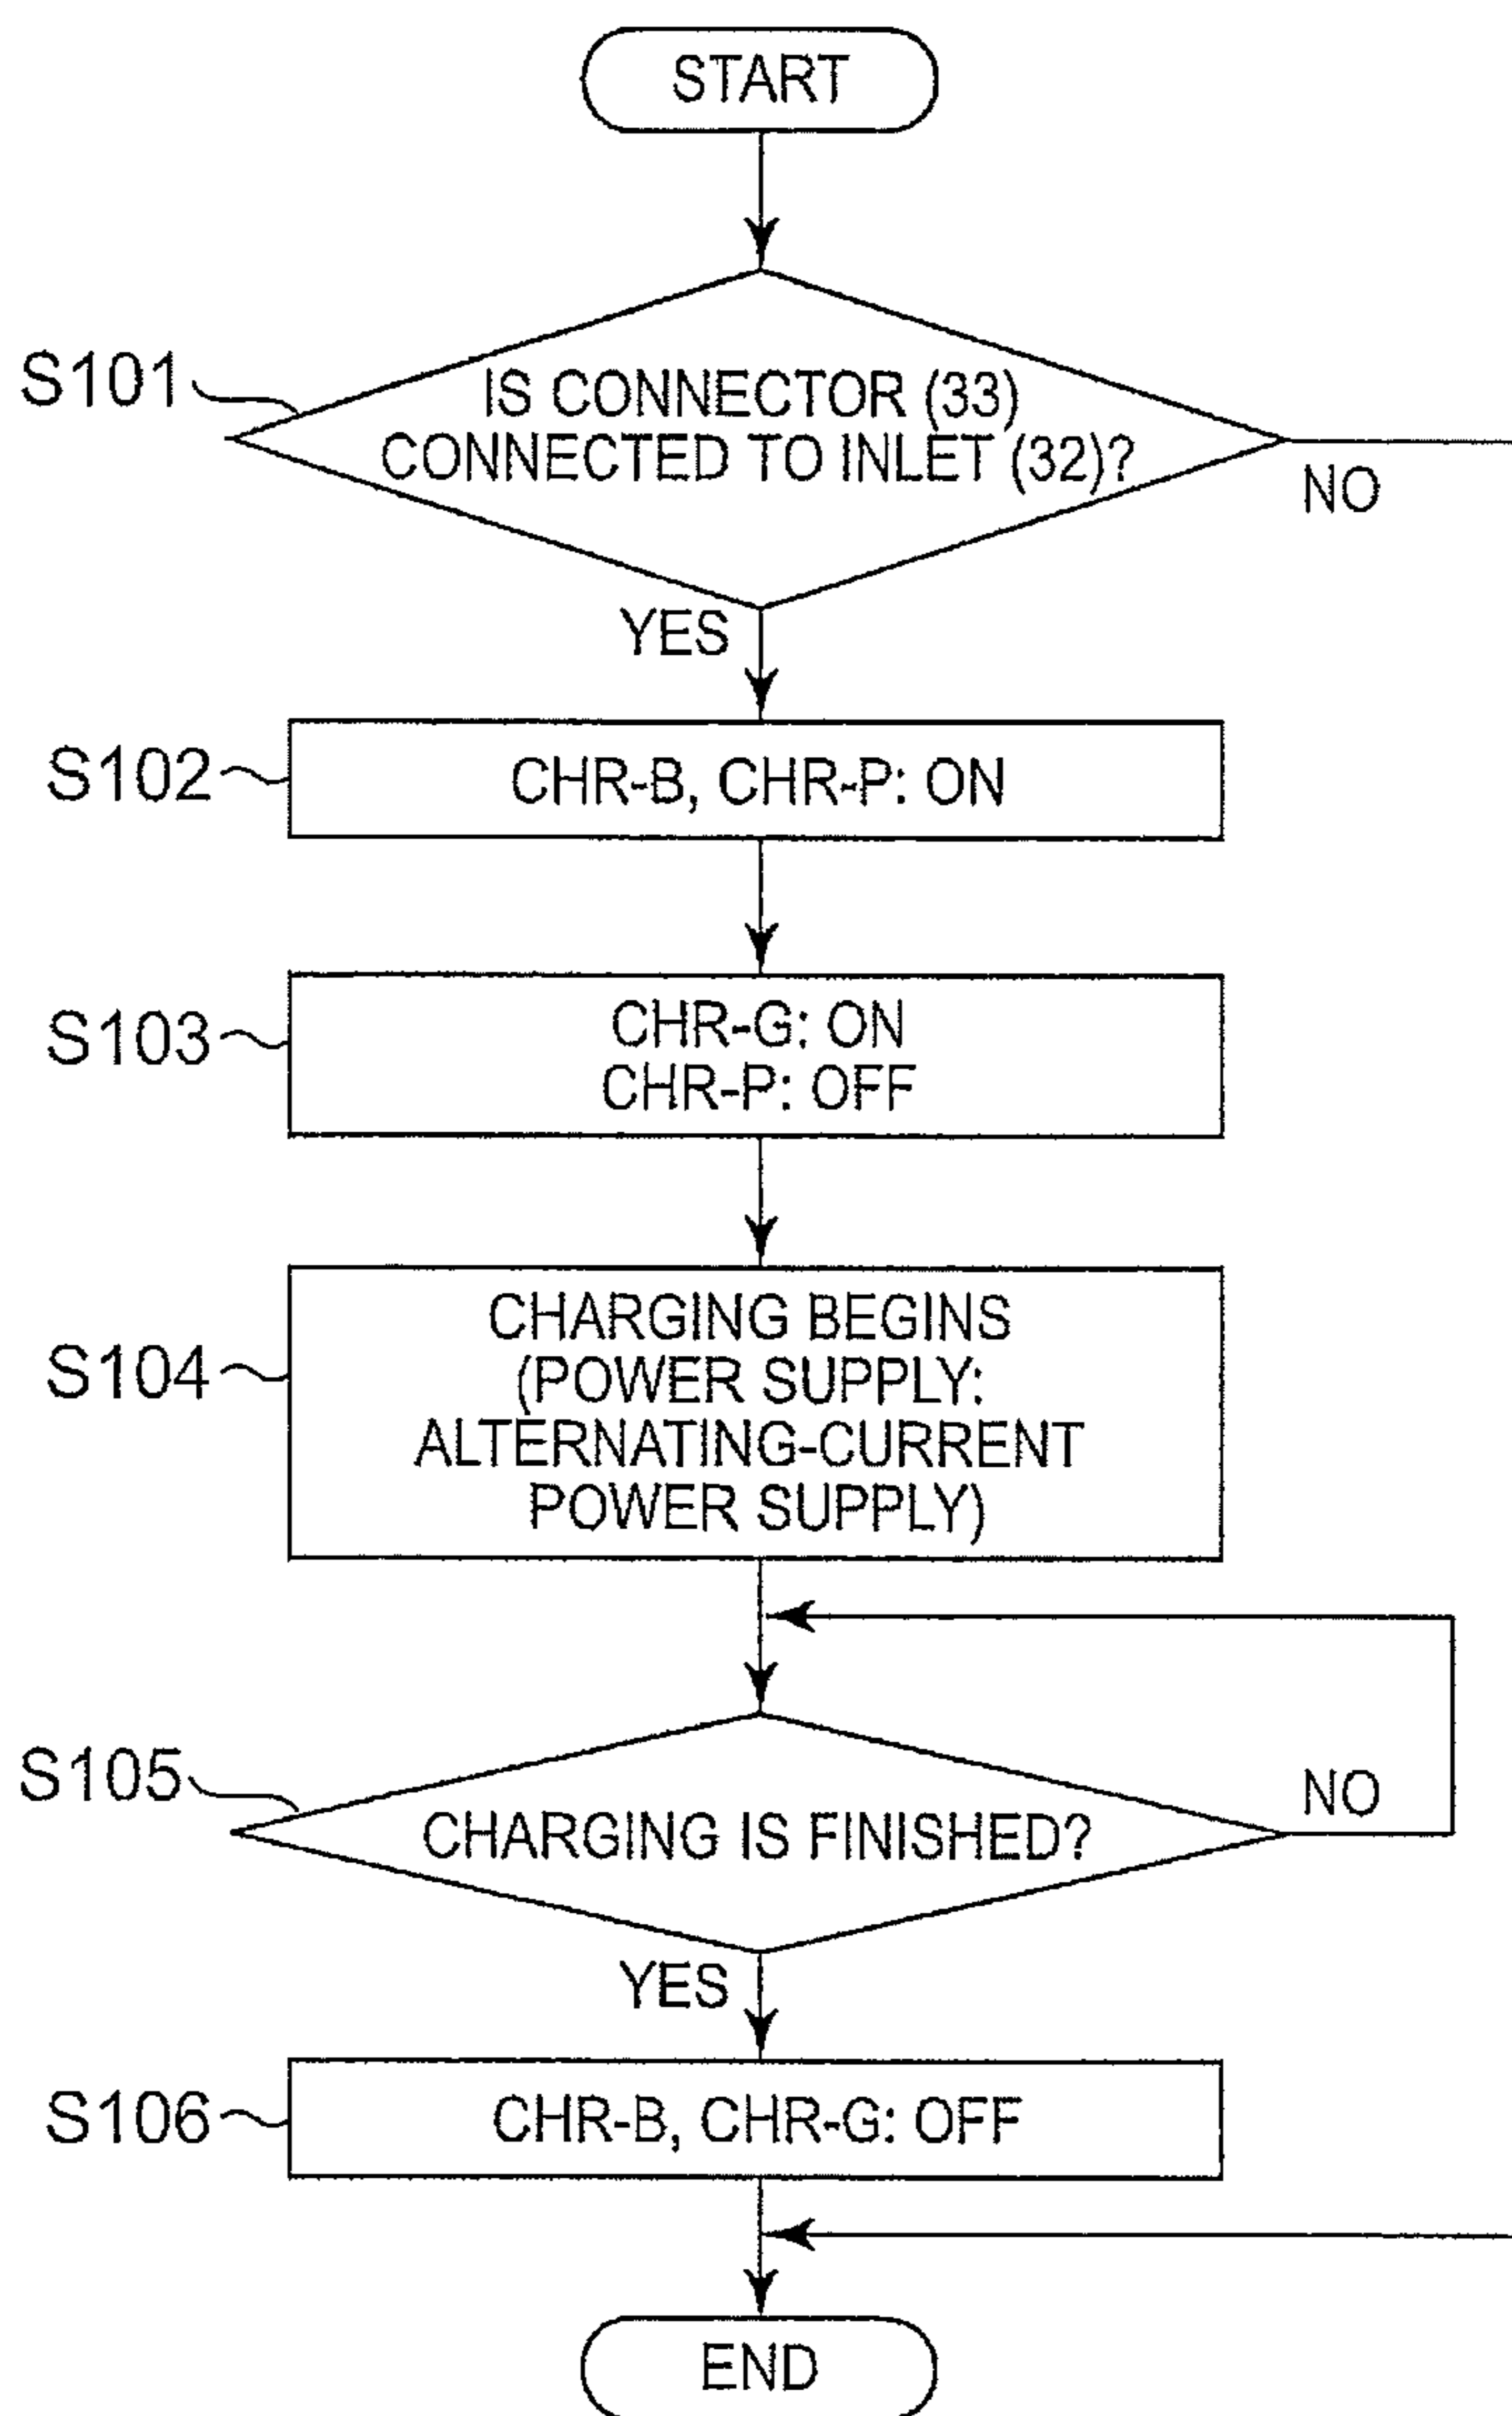 START
S101
IS CONNECTOR (33)
CONNECTED TO INLET (32)?
NO
YES
S102
CHR-B, CHR-P: ON
S103
CHR-G: ON
CHR-P: OFF
S104
CHARGING BEGINS
(POWER SUPPLY:
ALTERNATING-CURRENT
POWER SUPPLY)
S105
CHARGING IS FINISHED?
NO
YES
S106
CHR-B, CHR-G: OFF
END